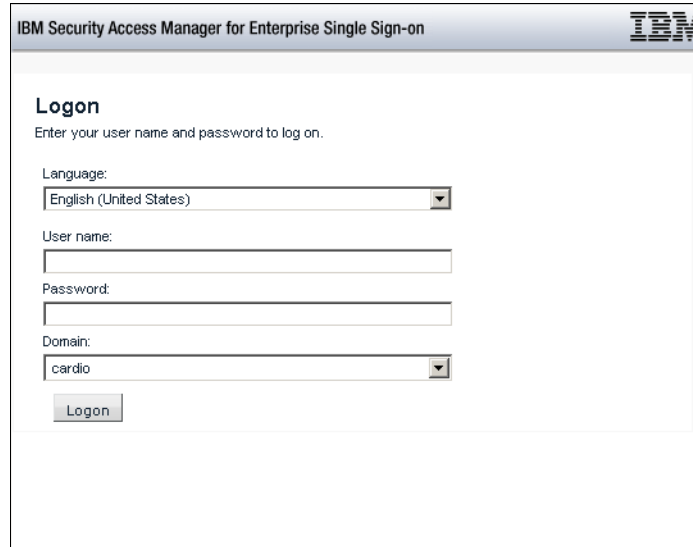 IBM Security Access Manager for Enterprise Single Sign-on
IBM
Logon
Enter your user name and password to log on.
Language:
English (United States)
User name:
Password:
Domain:
cardio
Logon